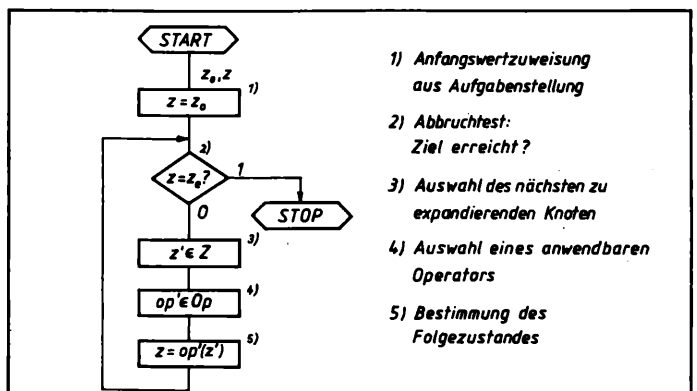 START
z₀, z
z = z₀ 1)
2)
z = zₑ? 1
0
STOP
z' ∈ Z 3)
op' ∈ Op 4)
z = op'(z') 5)
1) Anfangswertzuweisung
aus Aufgabenstellung
2) Abbruchtest:
Ziel erreicht?
3) Auswahl des nächsten zu
expandierenden Knoten
4) Auswahl eines anwendbaren
Operators
5) Bestimmung des
Folgezustandes